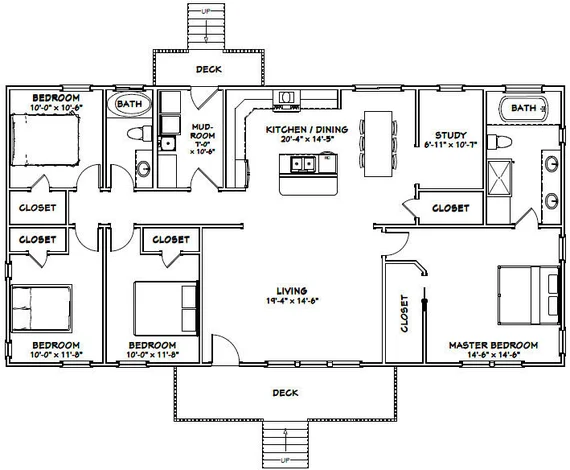 UP
DECK
BEDROOM
10'-0" x 10'-6"
BATH
MUD-
ROOM
7'-0"
x 10'-6"
KITCHEN / DINING
20'-4" x 14'-5"
STUDY
6'-11" x 10'-7"
BATH
CLOSET
CLOSET
CLOSET
CLOSET
LIVING
19'-4" x 14'-6"
CLOSET
BEDROOM
10'-0" x 11'-8"
BEDROOM
10'-0" x 11'-8"
MASTER BEDROOM
14'-6" x 14'-6"
DECK
UP